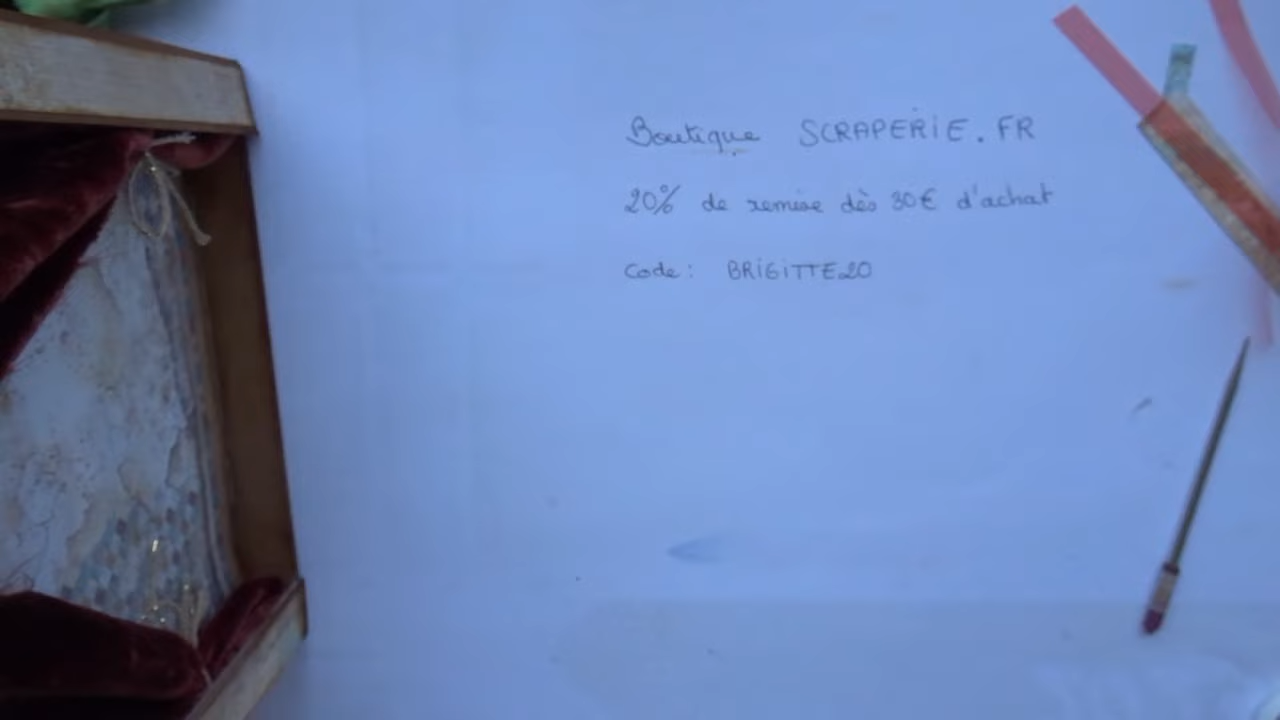 Boutique SCRAPERIE.FR
20% de remise dès 30€ d'achat
Code: BRIGITTE20